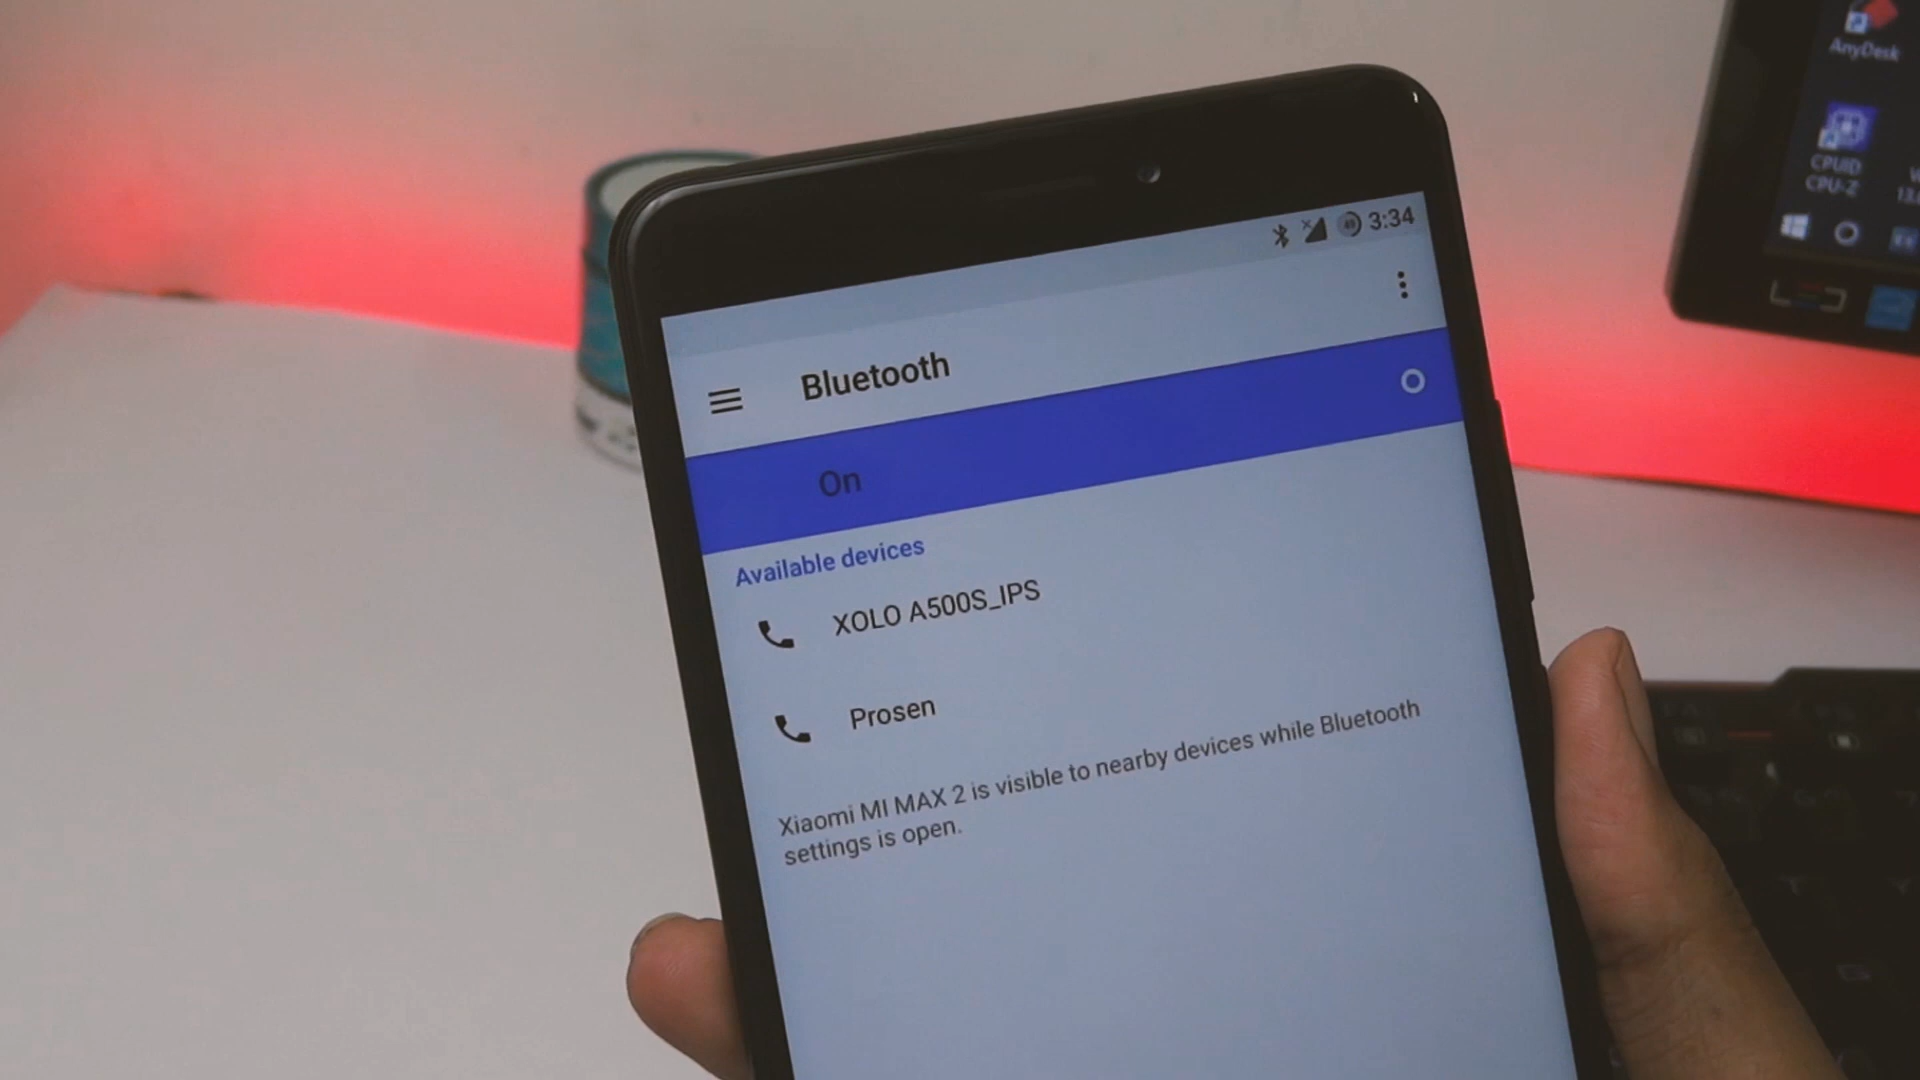 3:34
Bluetooth
On
Available devices
XOLO A500S_IPS
Prosen
Xiaomi MI MAX 2 is visible to nearby devices while Bluetooth
settings is open.
AnyDesk
CPUID
CPU-Z